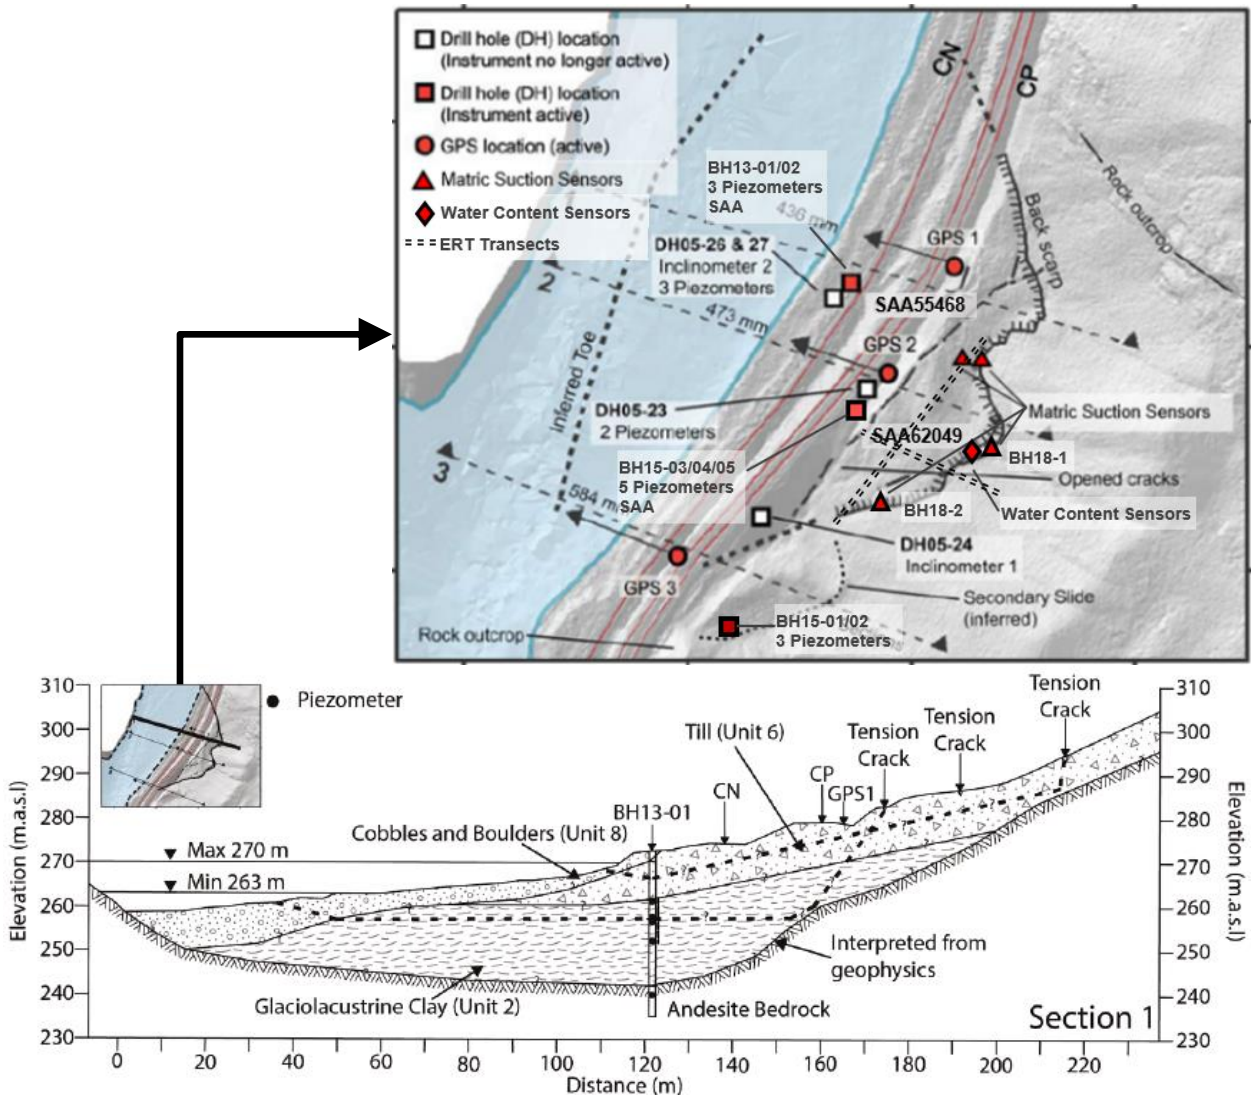 Drill hole (DH) location
(Instrument no longer active)
Drill hole (DH) location
(Instrument active)
GPS location (active)
Matric Suction Sensors
Water Content Sensors
ERT Transects
CN
CP
BH13-01/02
3 Piezometers
SAA
436 mm
GPS 1
Back scarp
Rock outcrop
DH05-26 & 27
Inclinometer 2
3 Piezometers
2
473 mm
SAA55468
GPS 2
Inferred Toe
DH05-23
2 Piezometers
SAA62049
Matric Suction Sensors
BH18-1
BH15-03/04/05
5 Piezometers
SAA
3
584 m
Opened cracks
BH18-2
Water Content Sensors
DH05-24
Inclinometer 1
GPS 3
Secondary Slide
(inferred)
BH15-01/02
3 Piezometers
Rock outcrop
Piezometer
310
300
290
280
270
260
250
240
230
Elevation (m.a.s.l)
Max 270 m
Min 263 m
Cobbles and Boulders (Unit 8)
BH13-01
CN
Till (Unit 6)
CP
GPS1
Tension
Crack
Tension
Crack
Tension
Crack
?
?
?
?
Glaciolacustrine Clay (Unit 2)
Interpreted from
geophysics
Andesite Bedrock
Section 1
310
300
290
280
270
260
250
240
230
Elevation (m.a.s.l)
0 20 40 60 80 100 120 140 160 180 200 220
Distance (m)